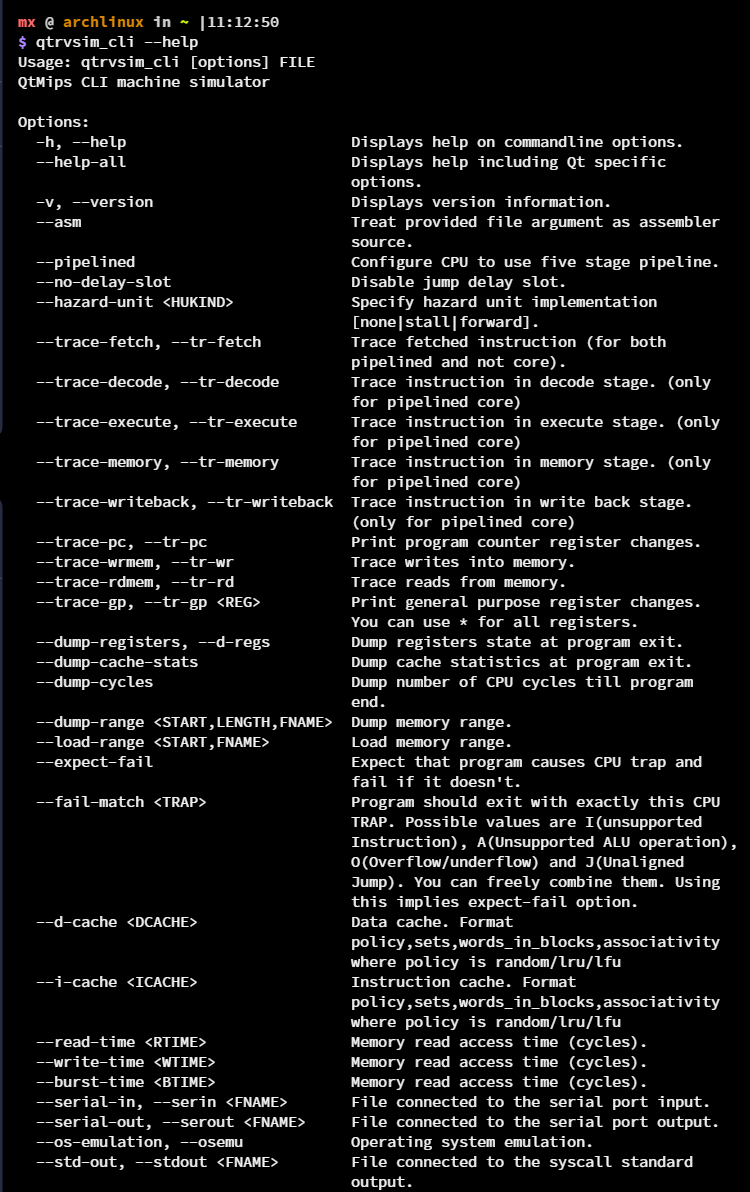 mx @ archlinux in ~ |11:12:50
$ qtrvsim_cli --help
Usage: qtrvsim_cli [options] FILE
QtMips CLI machine simulator

Options:
  -h, --help                         Displays help on commandline options.
  --help-all                         Displays help including Qt specific
                                     options.
  -v, --version                      Displays version information.
  --asm                              Treat provided file argument as assembler
                                     source.
  --pipelined                        Configure CPU to use five stage pipeline.
  --no-delay-slot                    Disable jump delay slot.
  --hazard-unit <HUKIND>             Specify hazard unit implementation
                                     [none|stall|forward].
  --trace-fetch, --tr-fetch          Trace fetched instruction (for both
                                     pipelined and not core).
  --trace-decode, --tr-decode        Trace instruction in decode stage. (only
                                     for pipelined core)
  --trace-execute, --tr-execute      Trace instruction in execute stage. (only
                                     for pipelined core)
  --trace-memory, --tr-memory        Trace instruction in memory stage. (only
                                     for pipelined core)
  --trace-writeback, --tr-writeback  Trace instruction in write back stage.
                                     (only for pipelined core)
  --trace-pc, --tr-pc                Print program counter register changes.
  --trace-wrmem, --tr-wr             Trace writes into memory.
  --trace-rdmem, --tr-rd             Trace reads from memory.
  --trace-gp, --tr-gp <REG>          Print general purpose register changes.
                                     You can use * for all registers.
  --dump-registers, --d-regs         Dump registers state at program exit.
  --dump-cache-stats                 Dump cache statistics at program exit.
  --dump-cycles                      Dump number of CPU cycles till program
                                     end.
  --dump-range <START,LENGTH,FNAME>  Dump memory range.
  --load-range <START,FNAME>         Load memory range.
  --expect-fail                      Expect that program causes CPU trap and
                                     fail if it doesn't.
  --fail-match <TRAP>                Program should exit with exactly this CPU
                                     TRAP. Possible values are I(unsupported
                                     Instruction), A(Unsupported ALU operation),
                                     O(Overflow/underflow) and J(Unaligned
                                     Jump). You can freely combine them. Using
                                     this implies expect-fail option.
  --d-cache <DCACHE>                 Data cache. Format
                                     policy,sets,words_in_blocks,associativity
                                     where policy is random/lru/lfu
  --i-cache <ICACHE>                 Instruction cache. Format
                                     policy,sets,words_in_blocks,associativity
                                     where policy is random/lru/lfu
  --read-time <RTIME>                Memory read access time (cycles).
  --write-time <WTIME>               Memory read access time (cycles).
  --burst-time <BTIME>               Memory read access time (cycles).
  --serial-in, --serin <FNAME>       File connected to the serial port input.
  --serial-out, --serout <FNAME>     File connected to the serial port output.
  --os-emulation, --osemu            Operating system emulation.
  --std-out, --stdout <FNAME>        File connected to the syscall standard
                                     output.